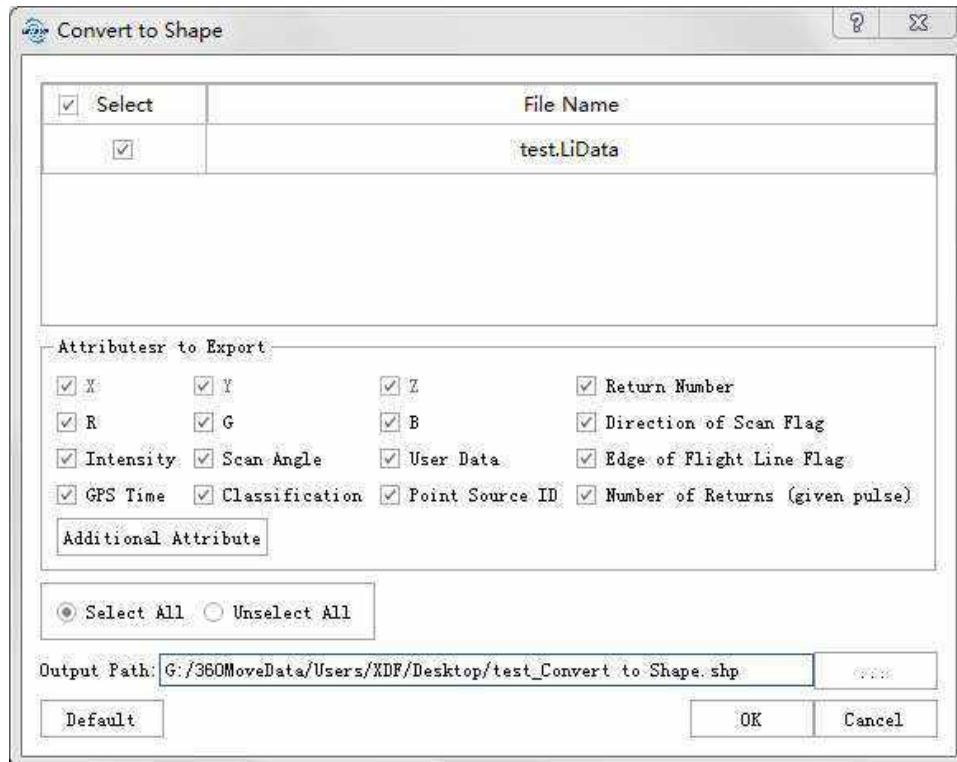 Convert to Shape
Select File Name
test.LiData
Attributesr to Export
X Y Z Return Number
R G B Direction of Scan Flag
Intensity Scan Angle User Data Edge of Flight Line Flag
GPS Time Classification Point Source ID Number of Returns (given pulse)
Additional Attribute
Select All Unselect All
Output Path: G:/360MoveData/Users/XDF/Desktop/test_Convert to Shape.shp ...
Default OK Cancel